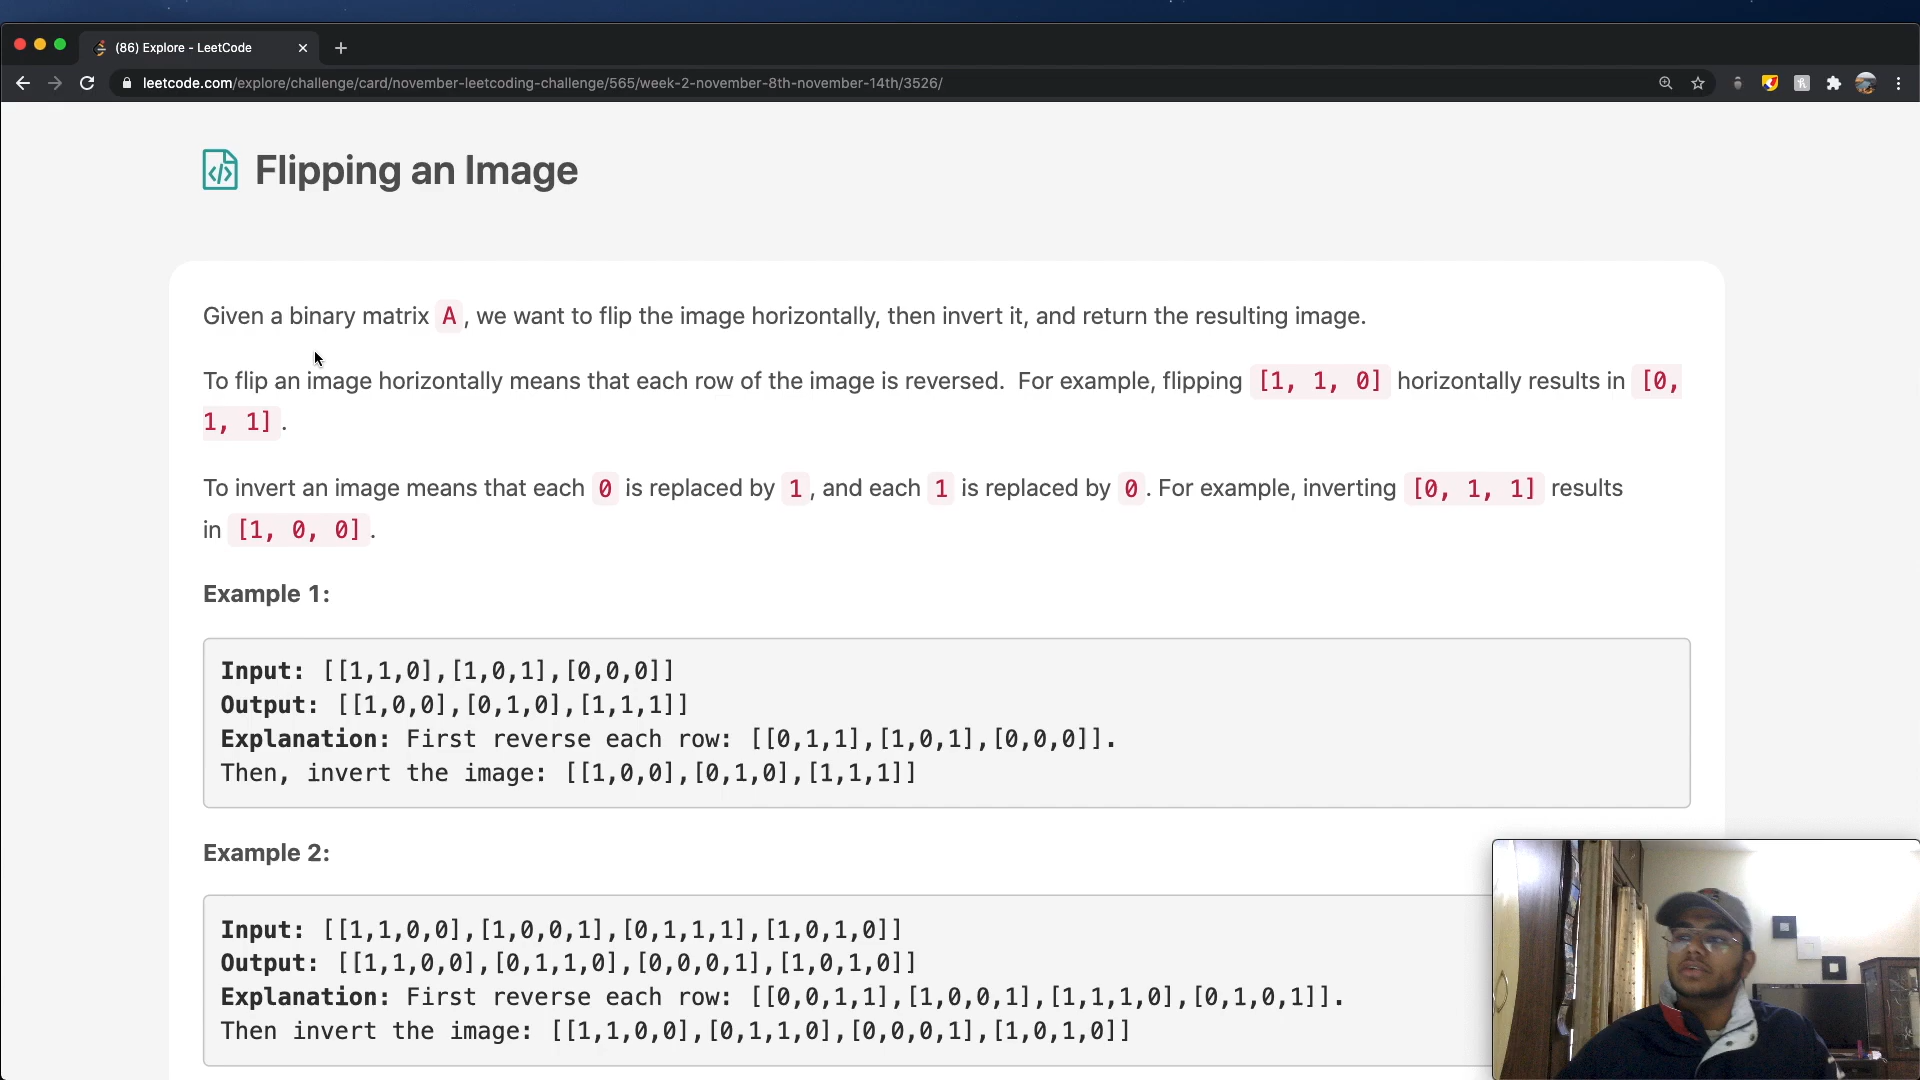 (86) Explore - LeetCode
leetcode.com/explore/challenge/card/november-leetcoding-challenge/565/week-2-november-8th-november-14th/3526/
Flipping an Image
Given a binary matrix A, we want to flip the image horizontally, then invert it, and return the resulting image.
To flip an image horizontally means that each row of the image is reversed.  For example, flipping [1, 1, 0] horizontally results in [0,
1, 1].
To invert an image means that each 0 is replaced by 1, and each 1 is replaced by 0. For example, inverting [0, 1, 1] results
in [1, 0, 0].
Example 1:
Input: [[1,1,0],[1,0,1],[0,0,0]]
Output: [[1,0,0],[0,1,0],[1,1,1]]
Explanation: First reverse each row: [[0,1,1],[1,0,1],[0,0,0]].
Then, invert the image: [[1,0,0],[0,1,0],[1,1,1]]
Example 2:
Input: [[1,1,0,0],[1,0,0,1],[0,1,1,1],[1,0,1,0]]
Output: [[1,1,0,0],[0,1,1,0],[0,0,0,1],[1,0,1,0]]
Explanation: First reverse each row: [[0,0,1,1],[1,0,0,1],[1,1,1,0],[0,1,0,1]].
Then invert the image: [[1,1,0,0],[0,1,1,0],[0,0,0,1],[1,0,1,0]]